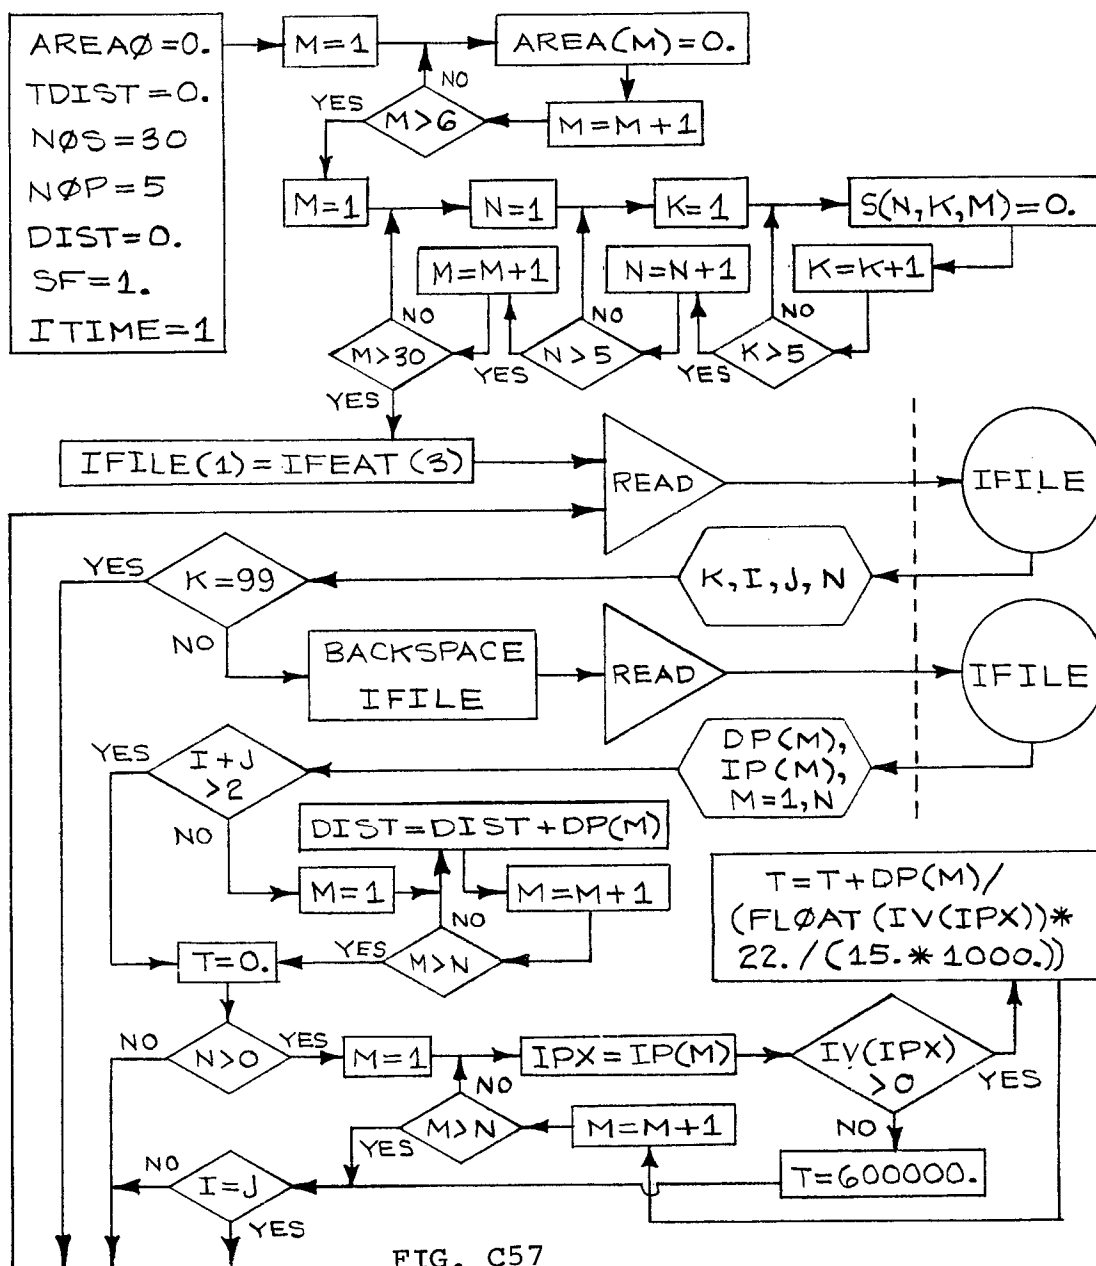 AREAØ=0.
TDIST=0.
NØS=30
NØP=5
DIST=0.
SF=1.
ITIME=1
M=1
AREA(M)=0.
NO
YES
M>6
M=M+1
M=1
N=1
K=1
S(N,K,M)=0.
M=M+1
N=N+1
K=K+1
NO
NO
NO
M>30
YES
N>5
YES
K>5
YES
IFILE(1)=IFEAT(3)
READ
IFILE
YES
K=99
K,I,J,N
NO
BACKSPACE
IFILE
READ
IFILE
YES
I+J
>2
DP(M),
IP(M),
M=1,N
NO
DIST=DIST+DP(M)
M=1
M=M+1
NO
T=0.
YES
M>N
T=T+DP(M)/
(FLØAT(IV(IPX))*
22./(15.*1000.))
NO
N>0
YES
M=1
IPX=IP(M)
IV(IPX)
>0
YES
NO
M>N
YES
M=M+1
NO
T=600000.
NO
I=J
YES
FIG. C57